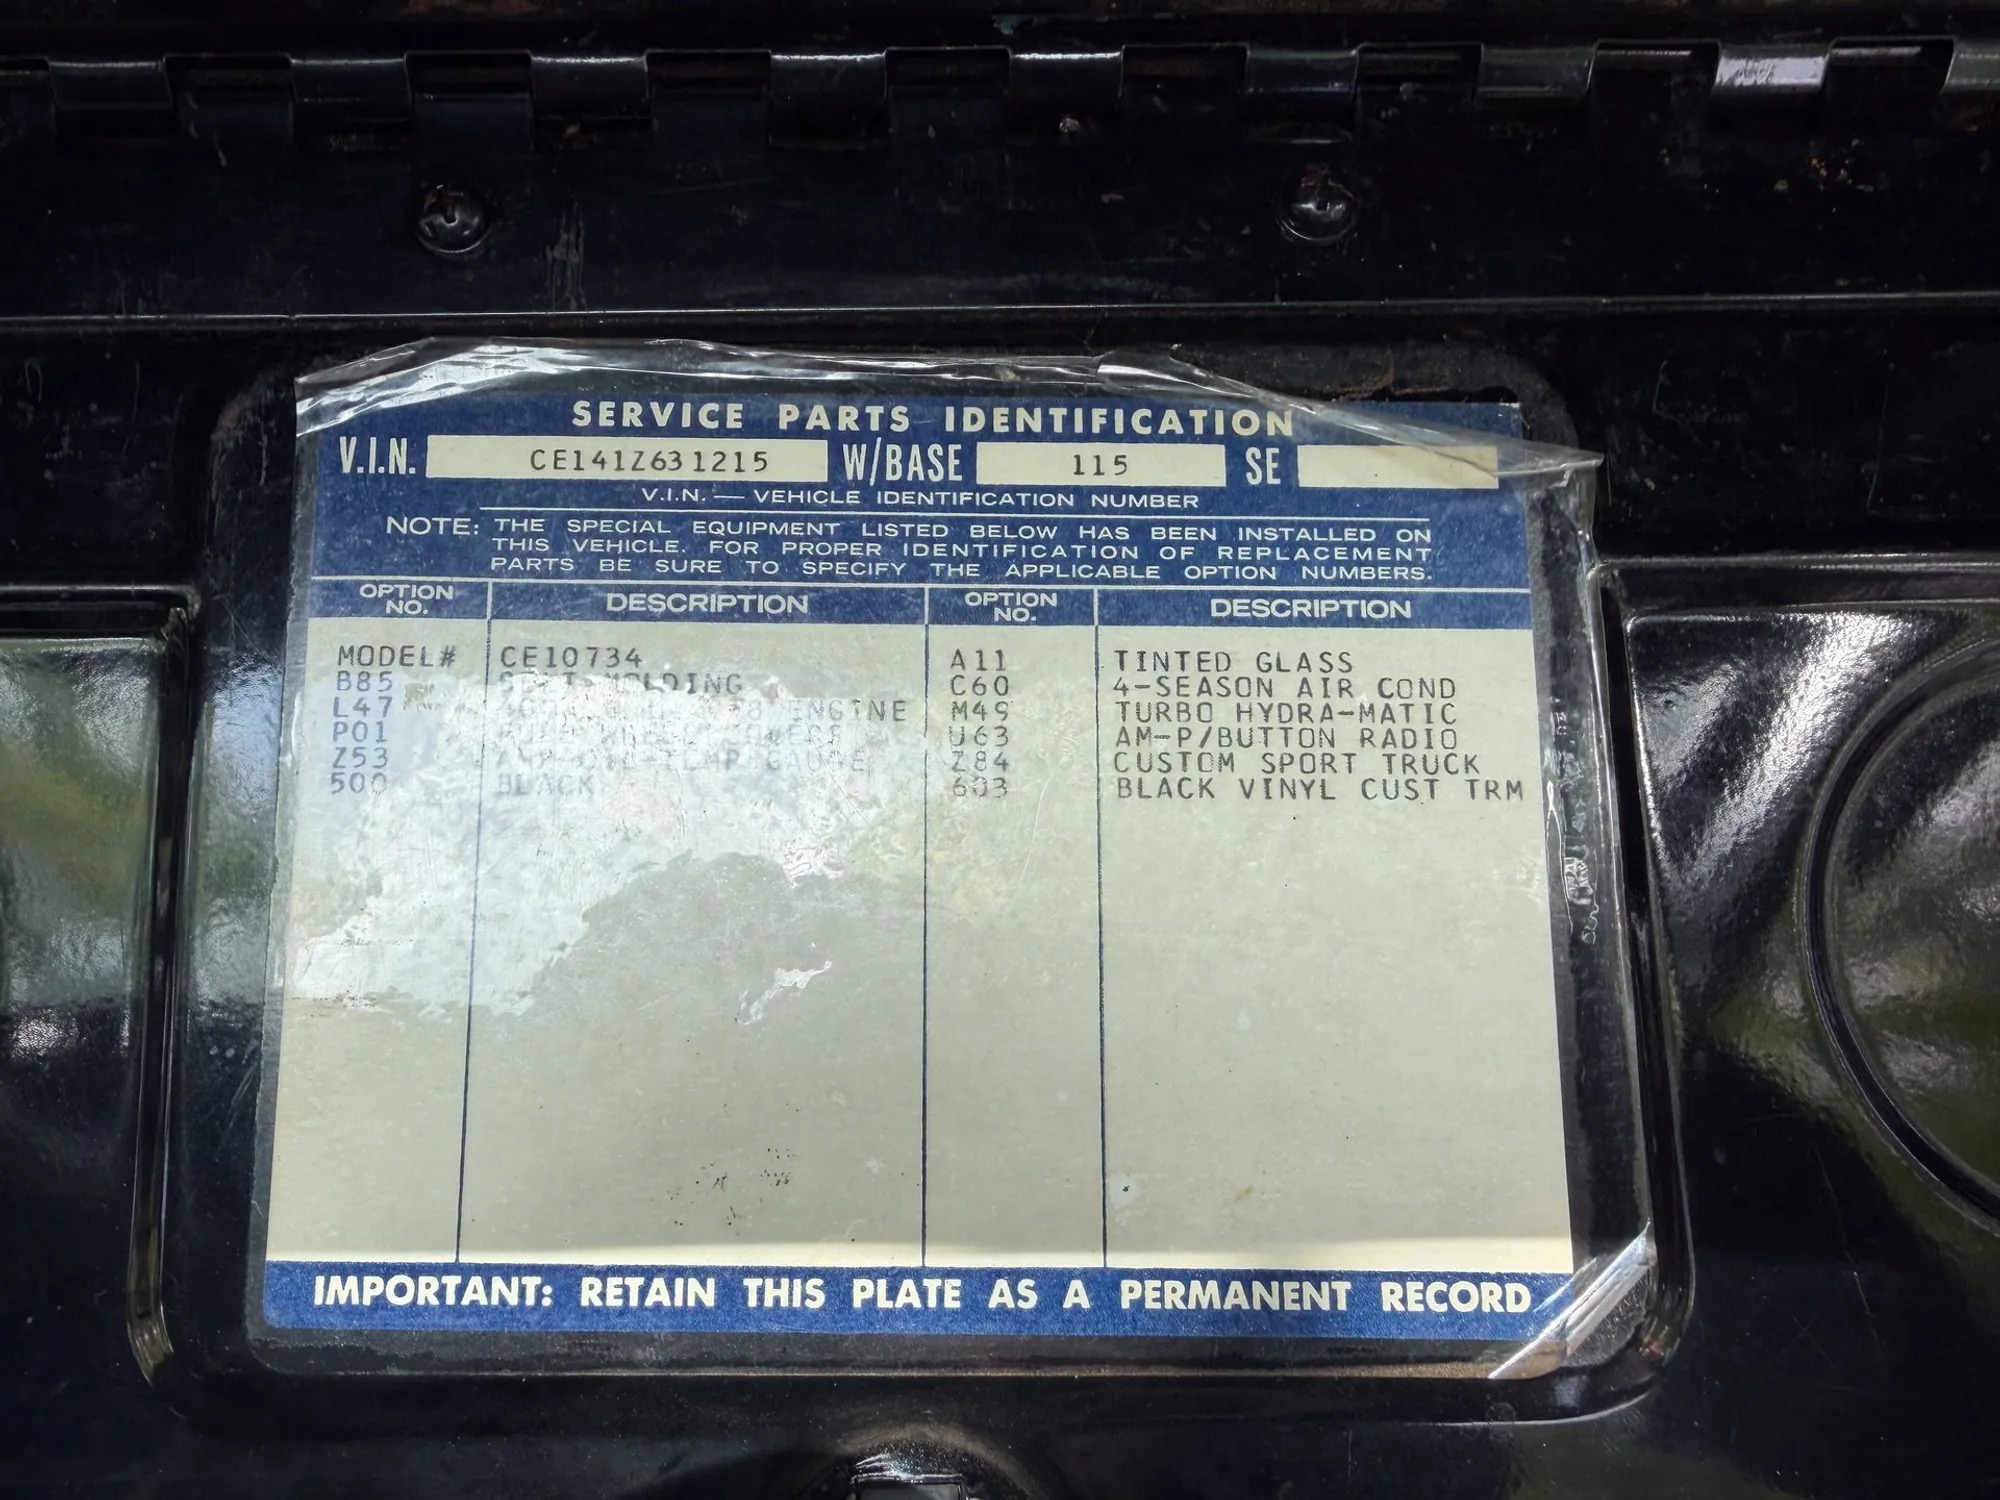 SERVICE PARTS IDENTIFICATION
V.I.N. CE141Z631215 W/BASE 115 SE
V.I.N. — VEHICLE IDENTIFICATION NUMBER
NOTE: THE SPECIAL EQUIPMENT LISTED BELOW HAS BEEN INSTALLED ON
THIS VEHICLE. FOR PROPER IDENTIFICATION OF REPLACEMENT
PARTS BE SURE TO SPECIFY THE APPLICABLE OPTION NUMBERS.
OPTION NO. DESCRIPTION OPTION NO. DESCRIPTION
MODEL# CE10734 A11 TINTED GLASS
B85 MOLDING C60 4-SEASON AIR COND
L47 ENGINE M49 TURBO HYDRA-MATIC
P01 U63 AM-P/BUTTON RADIO
Z53 GAUGE Z84 CUSTOM SPORT TRUCK
500 BLACK 603 BLACK VINYL CUST TRM
IMPORTANT: RETAIN THIS PLATE AS A PERMANENT RECORD